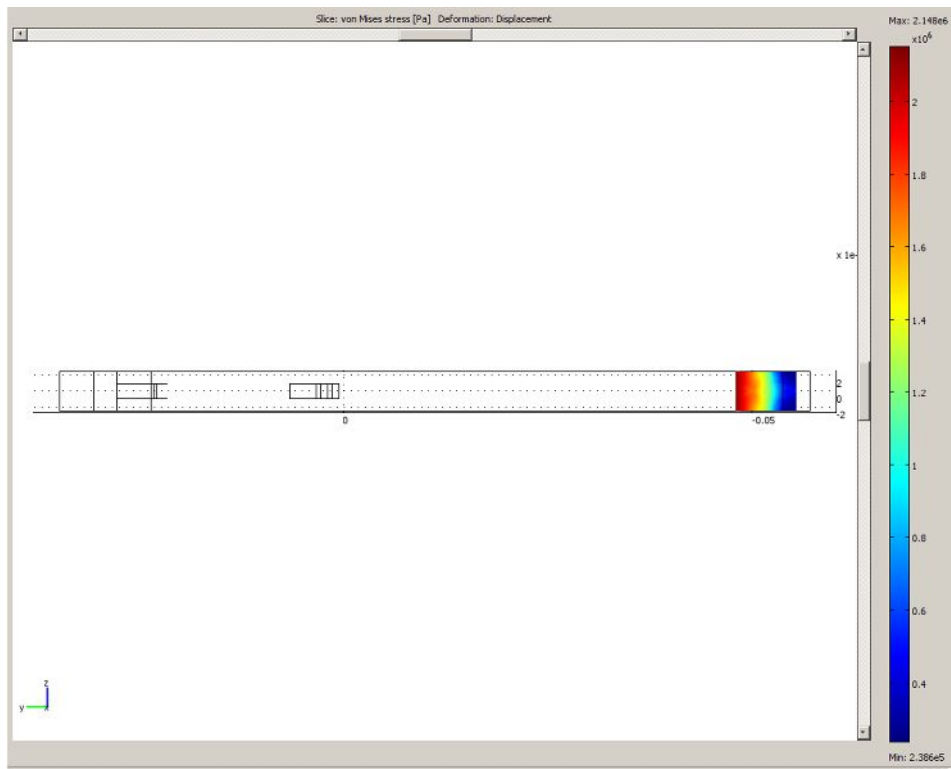 Slice: von Mises stress [Pa] Deformation: Displacement
Max: 2.148e6
x10⁶
2
1.8
1.6
1.4
1.2
1
0.8
0.6
0.4
Min: 2.386e5
x 1e-
2
0
-2
0
-0.05
z
y
x